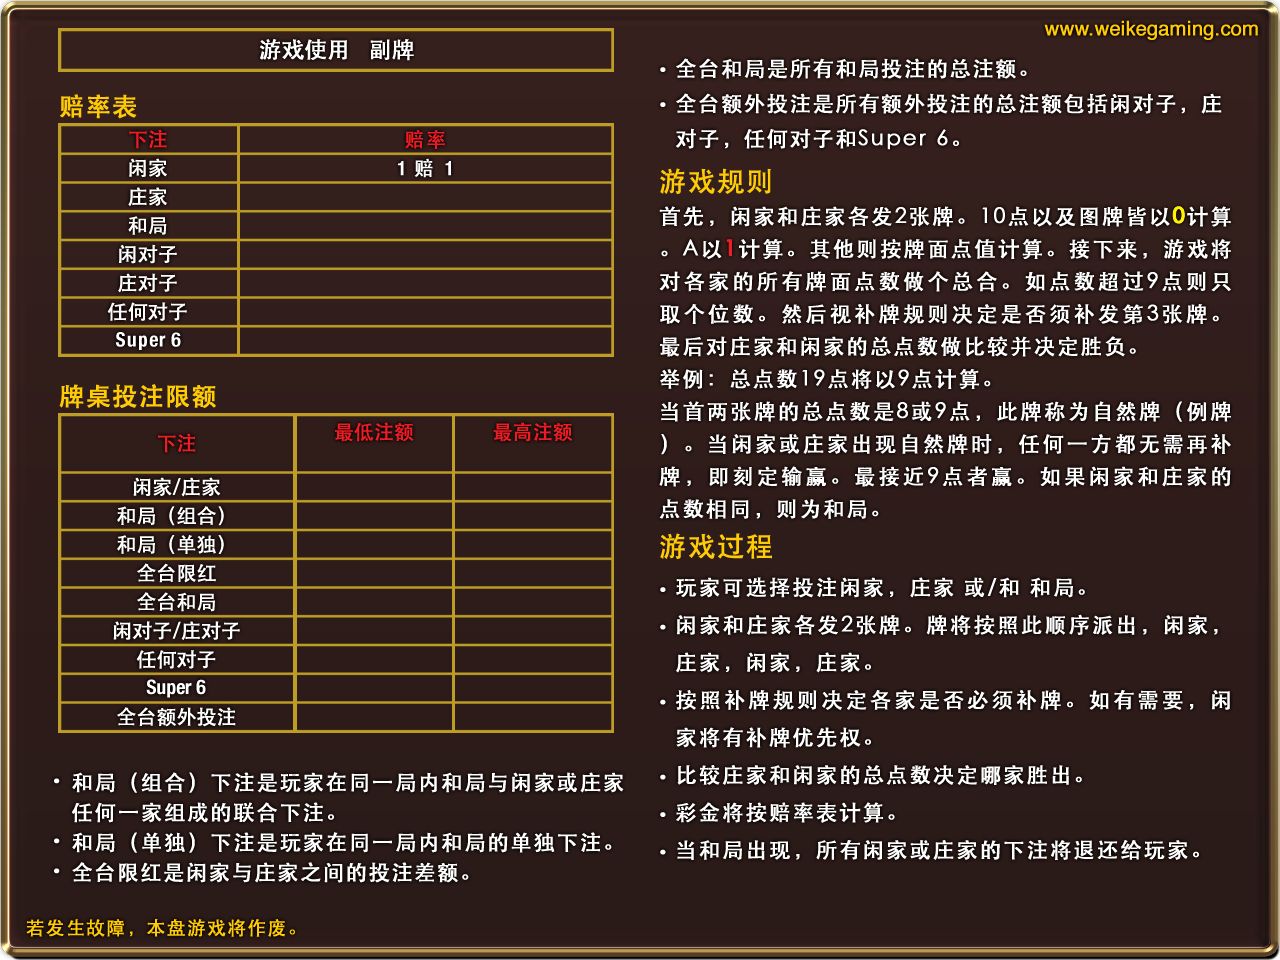 www.weikegaming.com
游戏使用 副牌
赔率表
下注 赔率
闲家 1 赔 1
庄家
和局
闲对子
庄对子
任何对子
Super 6
牌桌投注限额
下注 最低注额 最高注额
闲家/庄家
和局（组合）
和局（单独）
全台限红
全台和局
闲对子/庄对子
任何对子
Super 6
全台额外投注
• 和局（组合）下注是玩家在同一局内和局与闲家或庄家
任何一家组成的联合下注。
• 和局（单独）下注是玩家在同一局内和局的单独下注。
• 全台限红是闲家与庄家之间的投注差额。
• 全台和局是所有和局投注的总注额。
• 全台额外投注是所有额外投注的总注额包括闲对子，庄
对子，任何对子和Super 6。
游戏规则
首先，闲家和庄家各发2张牌。10点以及图牌皆以0计算
。A以1计算。其他则按牌面点值计算。接下来，游戏将
对各家的所有牌面点数做个总合。如点数超过9点则只
取个位数。然后视补牌规则决定是否须补发第3张牌。
最后对庄家和闲家的总点数做比较并决定胜负。
举例：总点数19点将以9点计算。
当首两张牌的总点数是8或9点，此牌称为自然牌（例牌
）。当闲家或庄家出现自然牌时，任何一方都无需再补
牌，即刻定输赢。最接近9点者赢。如果闲家和庄家的
点数相同，则为和局。
游戏过程
• 玩家可选择投注闲家，庄家 或/和 和局。
• 闲家和庄家各发2张牌。牌将按照此顺序派出，闲家，
庄家，闲家，庄家。
• 按照补牌规则决定各家是否必须补牌。如有需要，闲
家将有补牌优先权。
• 比较庄家和闲家的总点数决定哪家胜出。
• 彩金将按赔率表计算。
• 当和局出现，所有闲家或庄家的下注将退还给玩家。
若发生故障，本盘游戏将作废。